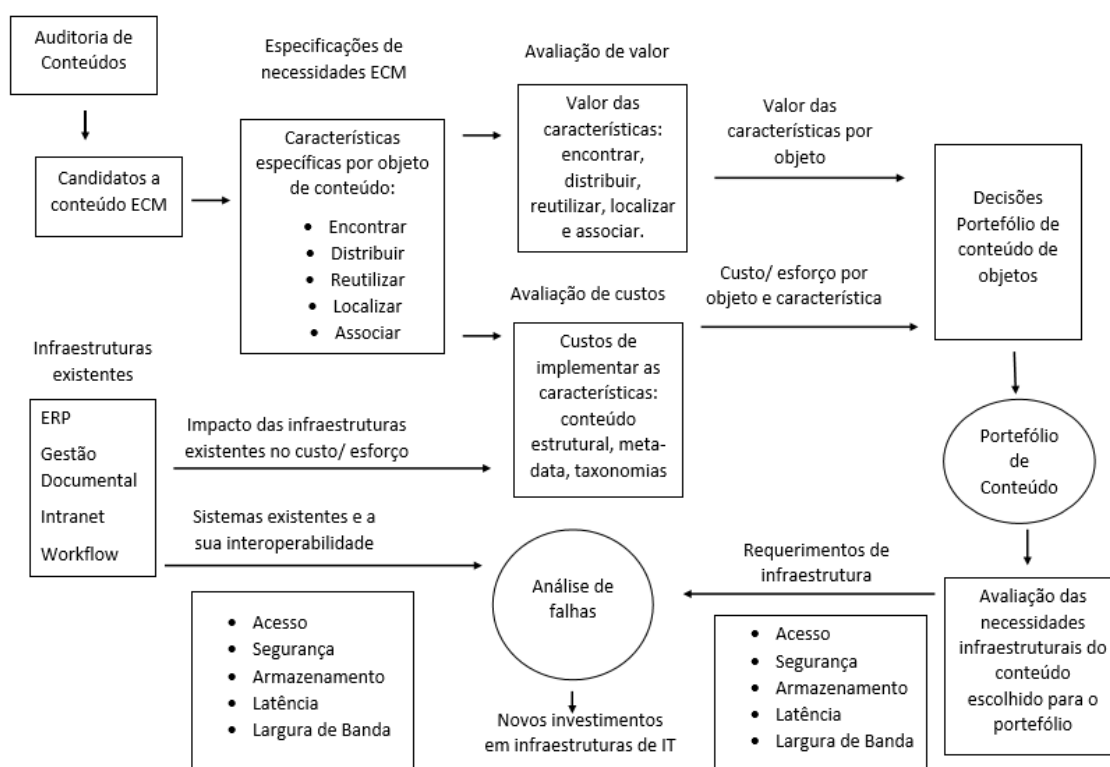 Auditoria de
Conteúdos
Candidatos a
conteúdo ECM
Especificações de
necessidades ECM
Características
específicas por objeto
de conteúdo:
• Encontrar
• Distribuir
• Reutilizar
• Localizar
• Associar
Avaliação de valor
Valor das
características:
encontrar,
distribuir,
reutilizar, localizar
e associar.
Valor das
características por
objeto
Decisões
Portefólio de
conteúdo de
objetos
Avaliação de custos
Custos de
implementar as
características:
conteúdo
estrutural, meta-
data, taxonomias
Custo/ esforço por
objeto e característica
Infraestruturas
existentes
ERP
Gestão
Documental
Intranet
Workflow
Impacto das infraestruturas
existentes no custo/ esforço
Sistemas existentes e a
sua interoperabilidade
• Acesso
• Segurança
• Armazenamento
• Latência
• Largura de Banda
Análise de
falhas
Novos investimentos
em infraestruturas de IT
Portefólio
de
Conteúdo
Requerimentos de
infraestrutura
• Acesso
• Segurança
• Armazenamento
• Latência
• Largura de Banda
Avaliação das
necessidades
infraestruturais do
conteúdo
escolhido para o
portefólio